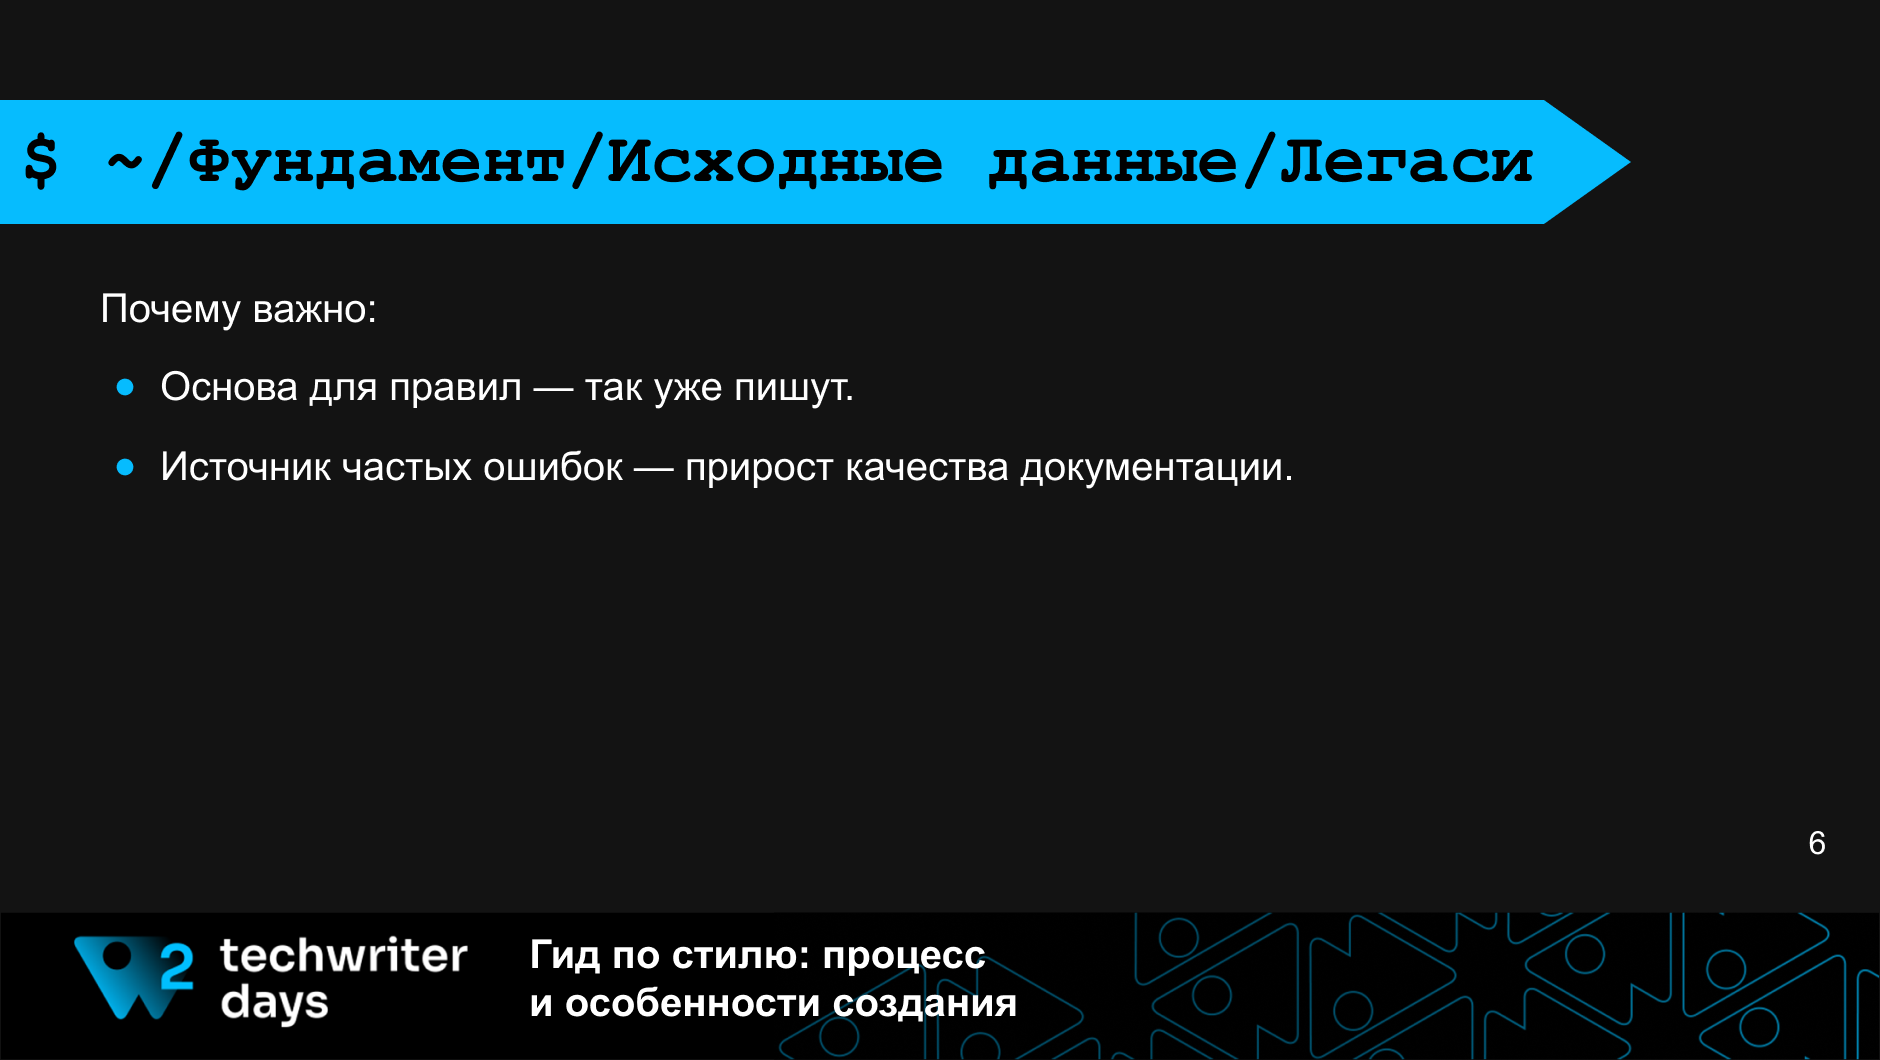 $ ~/Фундамент/Исходные данные/Легаси
Почему важно:
● Основа для правил — так уже пишут.
● Источник частых ошибок — прирост качества документации.
6
2 techwriter
days
Гид по стилю: процесс
и особенности создания